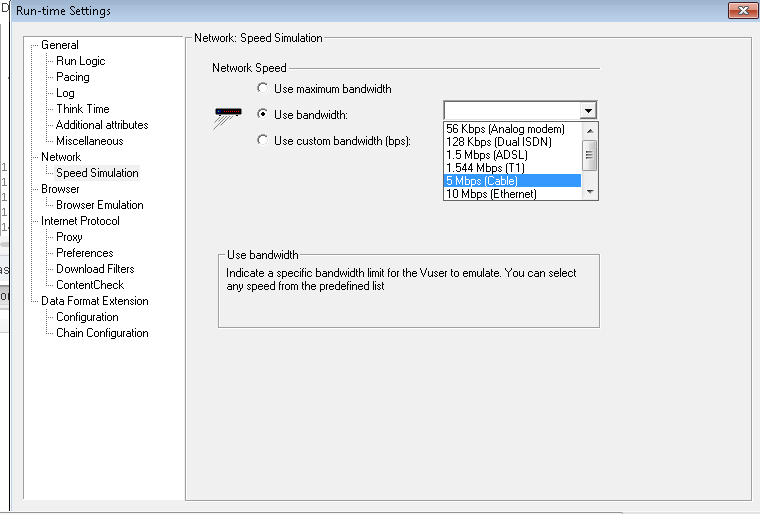 Run-time Settings
General
Run Logic
Pacing
Log
Think Time
Additional attributes
Miscellaneous
Network
Speed Simulation
Browser
Browser Emulation
Internet Protocol
Proxy
Preferences
Download Filters
ContentCheck
Data Format Extension
Configuration
Chain Configuration
Network: Speed Simulation
Network Speed
Use maximum bandwidth
Use bandwidth:
Use custom bandwidth (bps):
56 Kbps (Analog modem)
128 Kbps (Dual ISDN)
1.5 Mbps (ADSL)
1.544 Mbps (T1)
5 Mbps (Cable)
10 Mbps (Ethernet)
Use bandwidth
Indicate a specific bandwidth limit for the Vuser to emulate. You can select
any speed from the predefined list